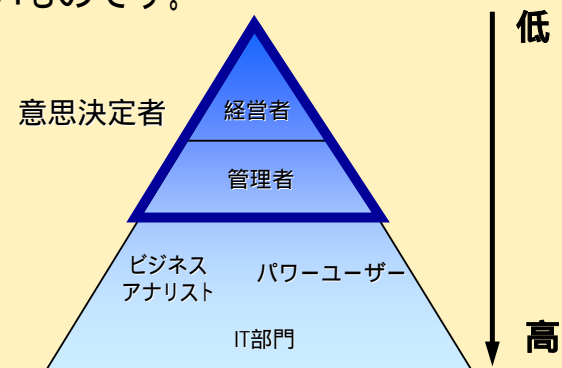 いものです。
低
経営者
意思決定者
管理者
ビジネス
アナリスト
パワーユーザー
IT部門
高